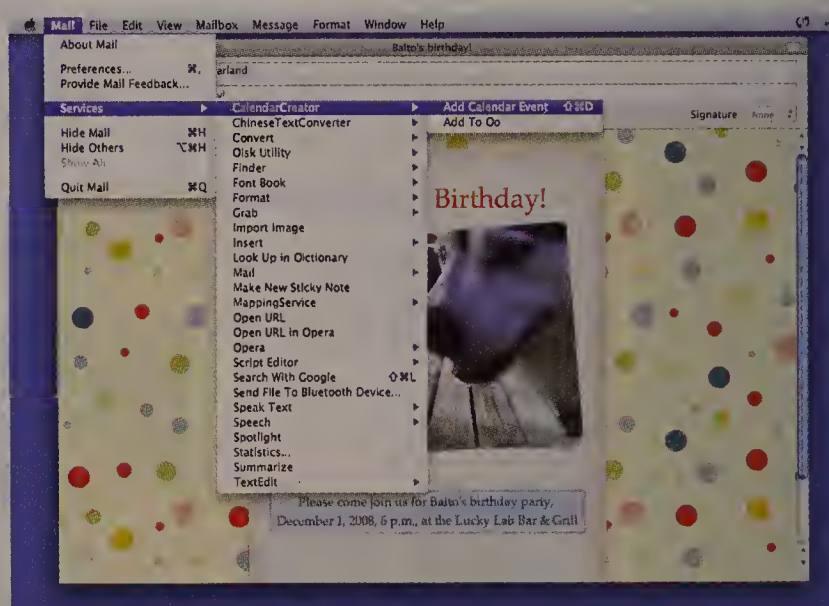 Mail File Edit View Mailbox Message Format Window Help
About Mail
Balto's birthday!
Preferences... ⌘,
erland
Provide Mail Feedback...
Services
CalendarCreator
Add Calendar Event ⇧⌘D
ChineseTextConverter
Add To Oo
Signature None
Hide Mail ⌘H
Convert
Hide Others ⌥⌘H
Disk Utility
Show All
Finder
Quit Mail ⌘Q
Font Book
Format
Birthday!
Grab
Import Image
Insert
Look Up in Oictionary
Mail
Make New Sticky Note
MappingService
Open URL
Open URL in Opera
Opera
Script Editor
Search With Google ⇧⌘L
Send File To Bluetooth Device...
Speak Text
Speech
Spotlight
Statistics...
Summarize
TextEdit
Please come join us for Balto's birthday party,
December 1, 2008, 6 p.m., at the Lucky Lab Bar & Grill